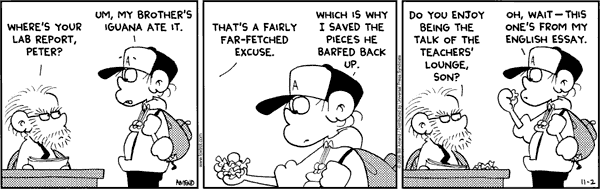 WHERE'S YOUR
LAB REPORT,
PETER?
UM, MY BROTHER'S
IGUANA ATE IT.
A
AMEND
THAT'S A FAIRLY
FAR-FETCHED
EXCUSE.
WHICH IS WHY
I SAVED THE
PIECES HE
BARFED BACK
UP.
A
DO YOU ENJOY
BEING THE
TALK OF THE
TEACHERS'
LOUNGE,
SON?
OH, WAIT — THIS
ONE'S FROM MY
ENGLISH ESSAY.
A
11-2